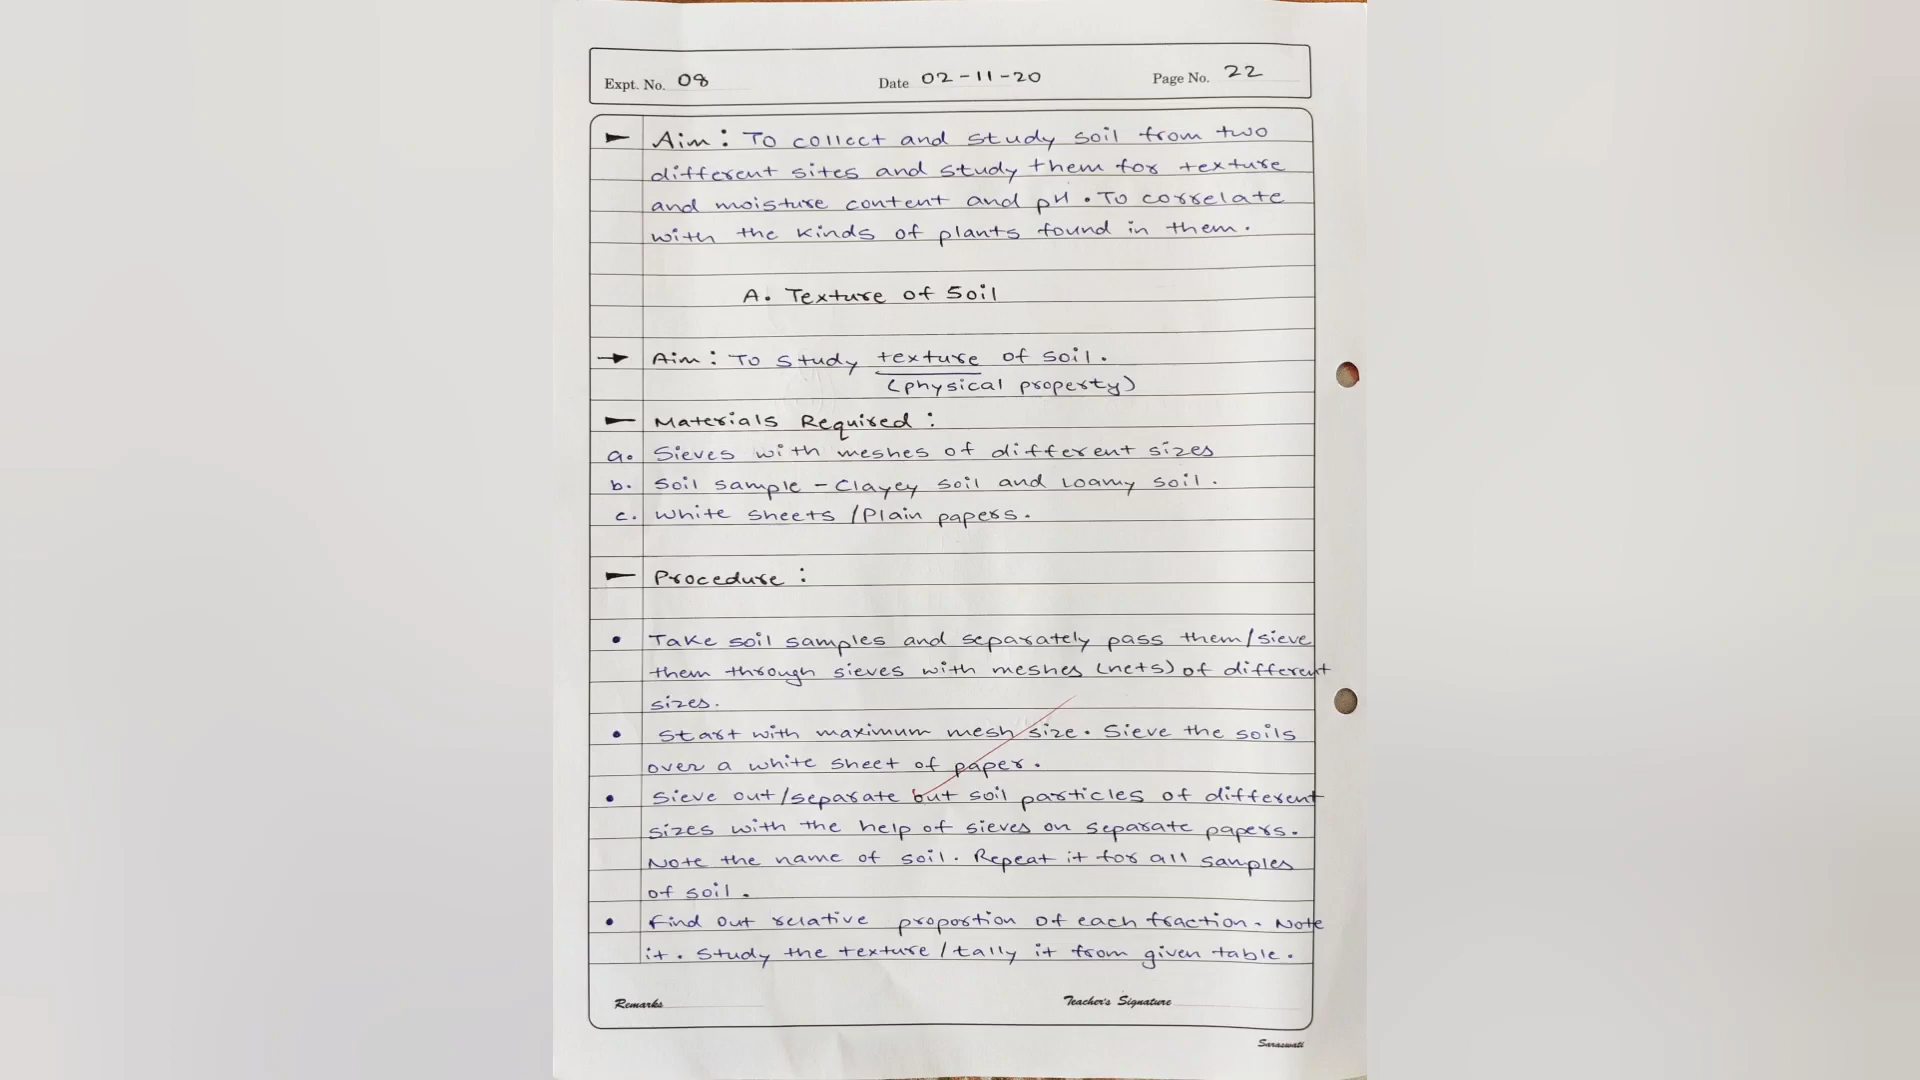 Expt. No. 08 Date 02-11-20 Page No. 22
Aim : To collect and study soil from two
different sites and study them for texture
and moisture content and pH. To correlate
with the kinds of plants found in them.
A. Texture of Soil
→ Aim : To study texture of soil.
(physical property)
Materials Required :
a. Sieves with meshes of different sizes
b. Soil sample - Clayey soil and Loamy soil.
c. White sheets / Plain papers.
Procedure :
• Take soil samples and separately pass them/sieve
them through sieves with meshes (nets) of different
sizes.
• Start with maximum mesh size. Sieve the soils
over a white sheet of paper.
• Sieve out/separate out soil particles of different
sizes with the help of sieves on separate papers.
Note the name of soil. Repeat it for all samples
of soil.
• Find out relative proportion of each fraction. Note
it. Study the texture / tally it from given table.
Remarks Teacher's Signature
Saraswati